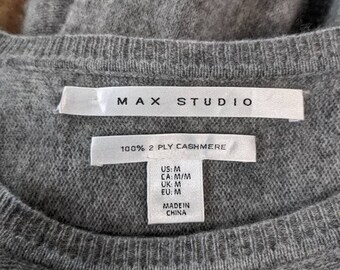 MAX STUDIO
100% 2 PLY CASHMERE
US: M
CA: M/M
UK: M
EU: M
MADE IN
CHINA